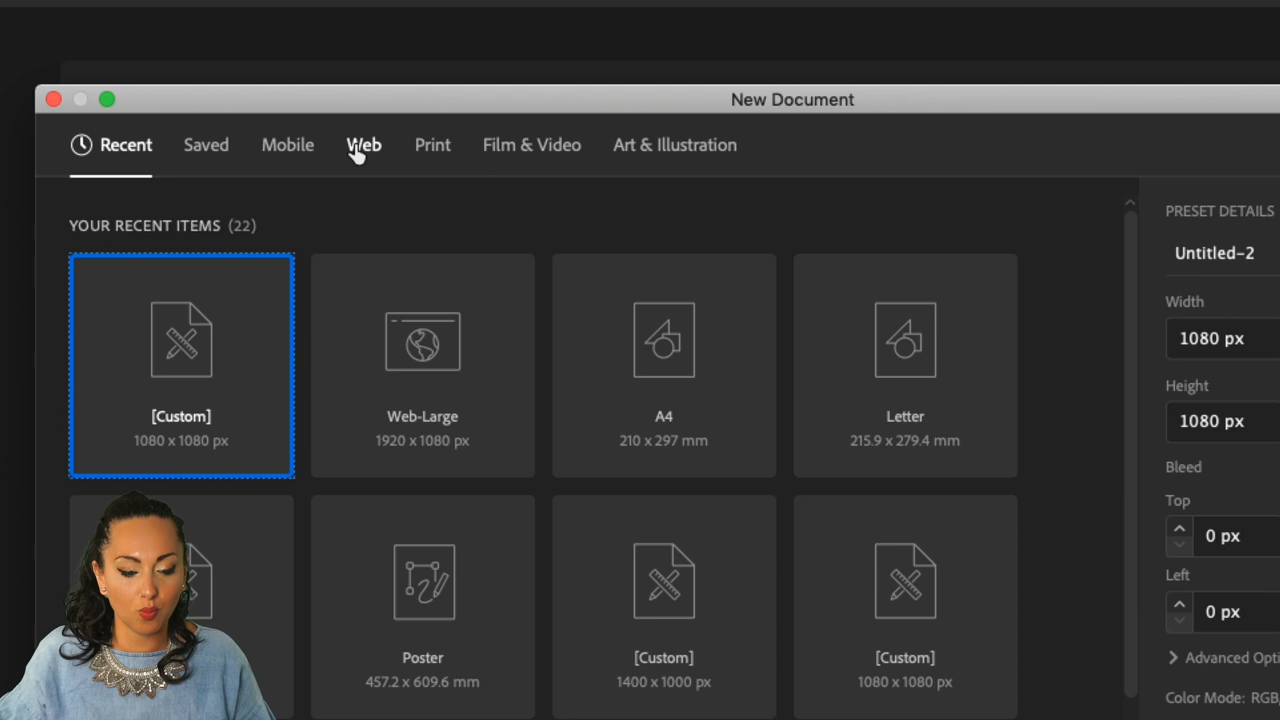 New Document
Recent Saved Mobile Web Print Film & Video Art & Illustration
YOUR RECENT ITEMS (22)
[Custom]
1080 x 1080 px
Web-Large
1920 x 1080 px
A4
210 x 297 mm
Letter
215.9 x 279.4 mm
Poster
457.2 x 609.6 mm
[Custom]
1400 x 1000 px
[Custom]
1080 x 1080 px
PRESET DETAILS
Untitled-2
Width
1080 px
Height
1080 px
Bleed
Top
0 px
Left
0 px
Advanced Opti
Color Mode: RGB